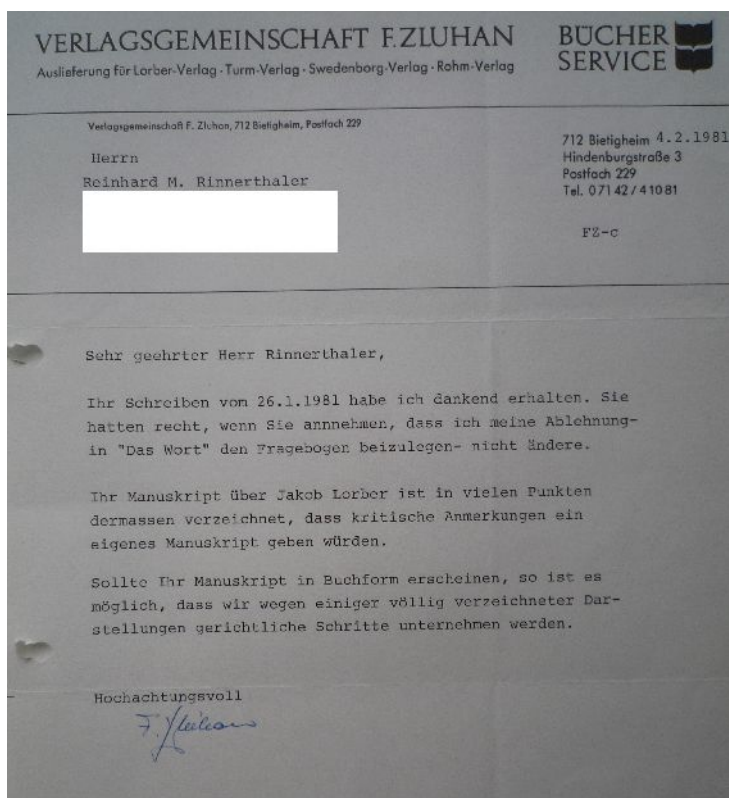 VERLAGSGEMEINSCHAFT F. ZLUHAN
Auslieferung für Lorber-Verlag · Turm-Verlag · Swedenborg-Verlag · Rohm-Verlag
BÜCHER
SERVICE
Verlagsgemeinschaft F. Zluhan, 712 Bietigheim, Postfach 229
Herrn
Reinhard M. Rinnerthaler
712 Bietigheim 4.2.1981
Hindenburgstraße 3
Postfach 229
Tel. 07142/41081
FZ-c
Sehr geehrter Herr Rinnerthaler,
Ihr Schreiben vom 26.1.1981 habe ich dankend erhalten. Sie
hatten recht, wenn Sie annnehmen, dass ich meine Ablehnung-
in "Das Wort" den Fragebogen beizulegen- nicht ändere.
Ihr Manuskript über Jakob Lorber ist in vielen Punkten
dermassen verzeichnet, dass kritische Anmerkungen ein
eigenes Manuskript geben würden.
Sollte Ihr Manuskript in Buchform erscheinen, so ist es
möglich, dass wir wegen einiger völlig verzeichneter Dar-
stellungen gerichtliche Schritte unternehmen werden.
Hochachtungsvoll
F. Zluhan